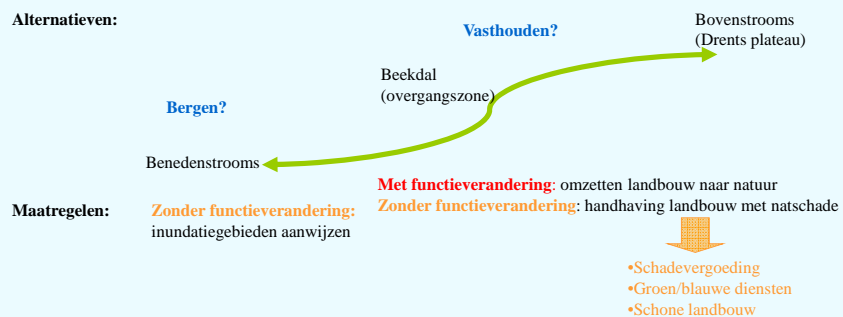 Alternatieven:
Bovenstrooms
(Drents plateau)
Vasthouden?
Beekdal
(overgangszone)
Bergen?
Benedenstrooms
Maatregelen:
Zonder functieverandering:
inundatiegebieden aanwijzen
Met functieverandering: omzetten landbouw naar natuur
Zonder functieverandering: handhaving landbouw met natschade
•Schadevergoeding
•Groen/blauwe diensten
•Schone landbouw